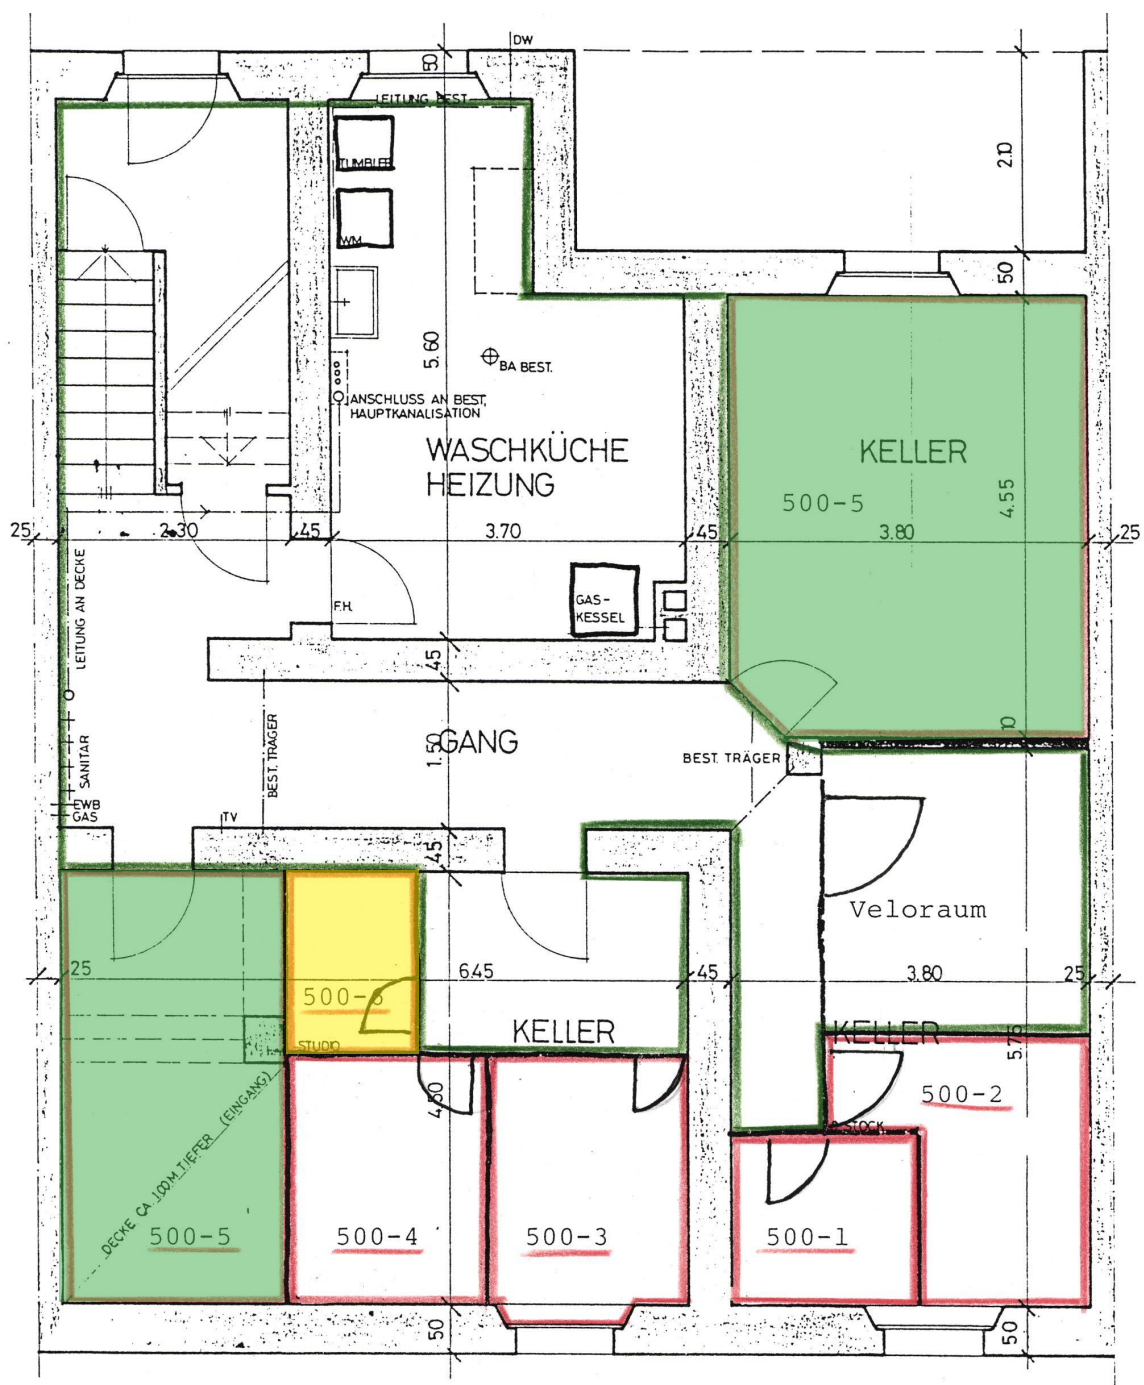 DW
50
LEITUNG BEST.
TUMBLER
WM
210
50
5.60
BA BEST.
ANSCHLUSS AN BEST,
HAUPTKANALISATION
WASCHKÜCHE
HEIZUNG
KELLER
500-5
4.55
25
2.30
45
3.70
45
3.80
25
LEITUNG AN DECKE
F.H.
GAS-
KESSEL
45
BEST. TRÄGER
1.50
GANG
10
BEST. TRÄGER
SANITÄR
EWB
GAS
TV
45
Veloraum
25
6.45
45
3.80
25
500-6
STUDIO
KELLER
KELLER
5.75
4.50
500-2
2. STOCK
DECKE CA. 1.00 M TIEFER (EINGANG)
500-5
500-4
500-3
500-1
50
50